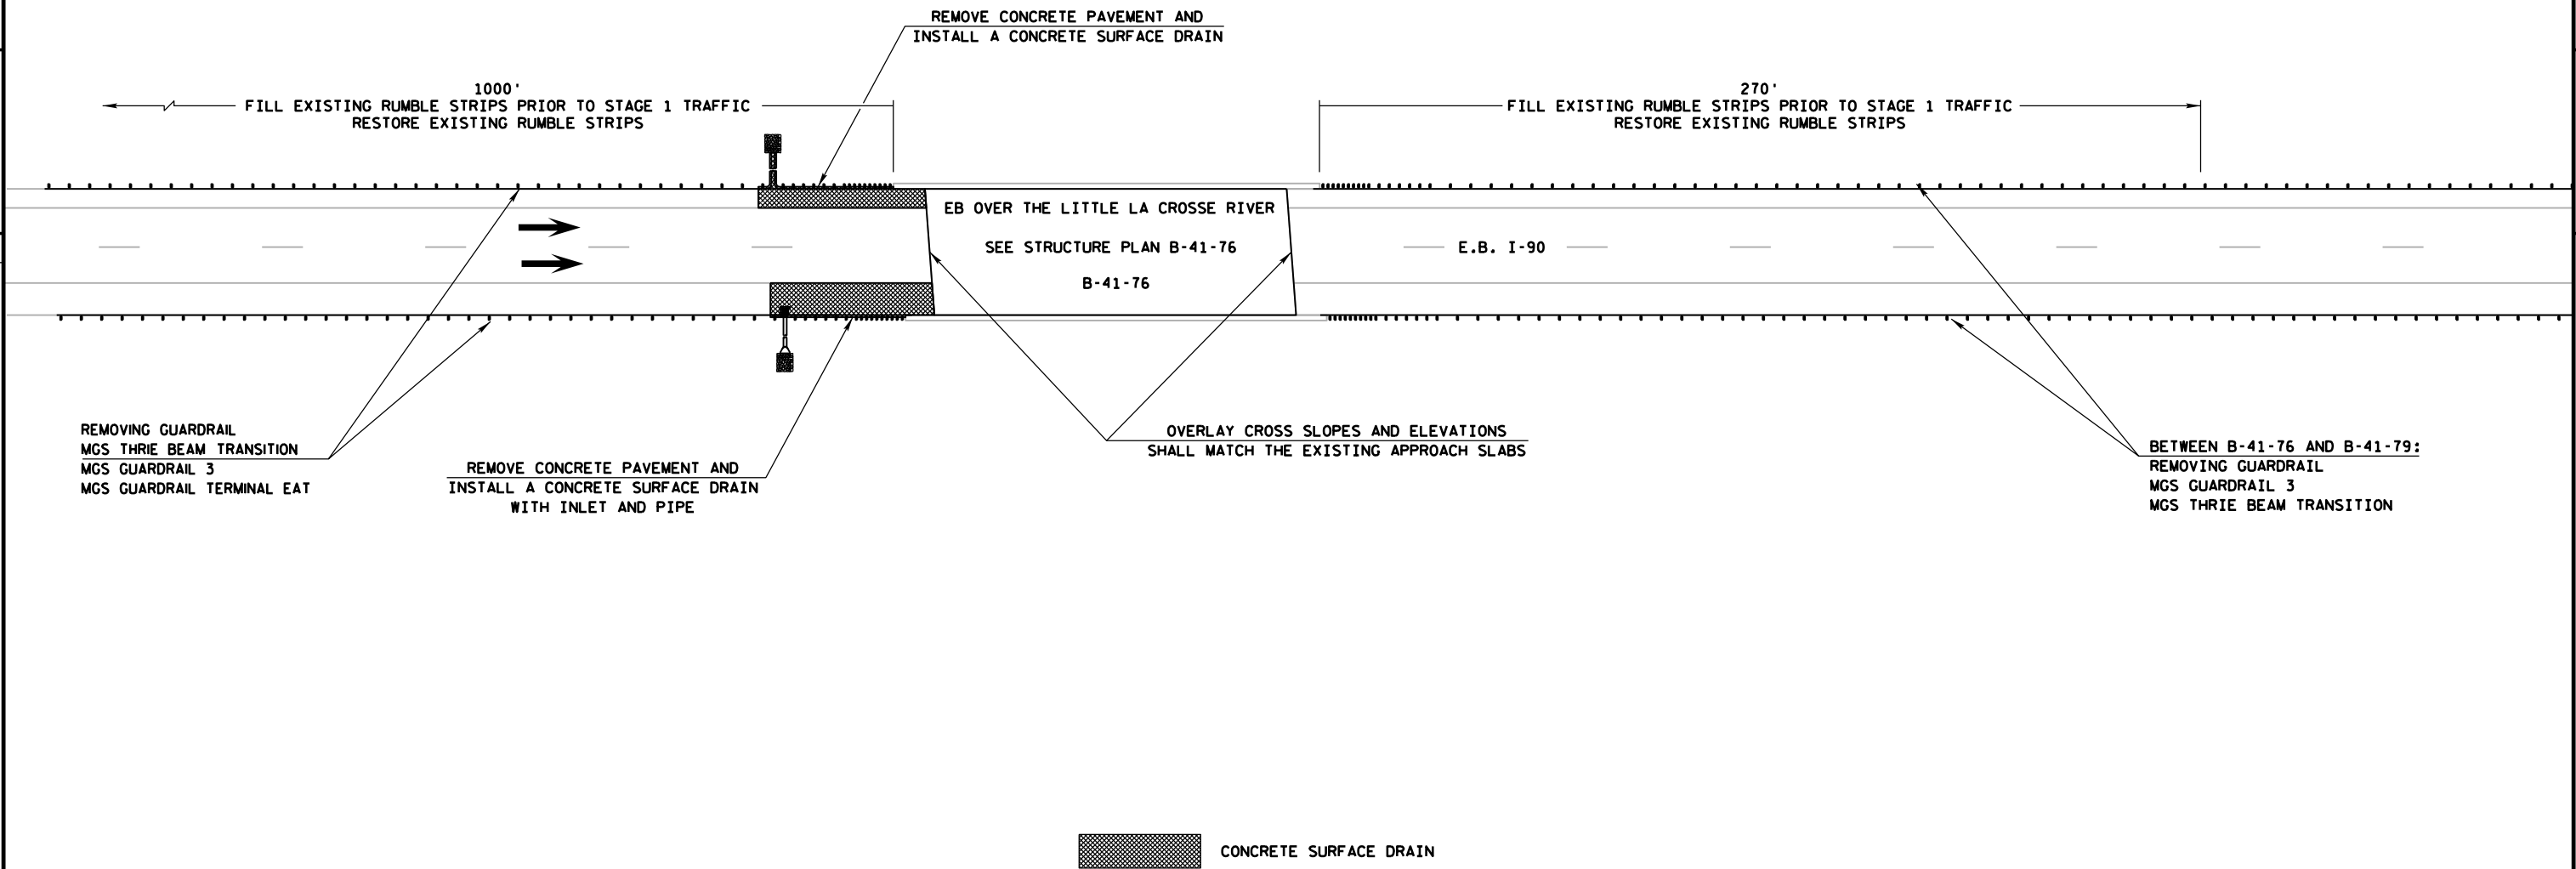 REMOVE CONCRETE PAVEMENT AND
INSTALL A CONCRETE SURFACE DRAIN
1000'
FILL EXISTING RUMBLE STRIPS PRIOR TO STAGE 1 TRAFFIC
RESTORE EXISTING RUMBLE STRIPS
270'
FILL EXISTING RUMBLE STRIPS PRIOR TO STAGE 1 TRAFFIC
RESTORE EXISTING RUMBLE STRIPS
EB OVER THE LITTLE LA CROSSE RIVER
SEE STRUCTURE PLAN B-41-76
B-41-76
E.B. I-90
REMOVING GUARDRAIL
MGS THRIE BEAM TRANSITION
MGS GUARDRAIL 3
MGS GUARDRAIL TERMINAL EAT
REMOVE CONCRETE PAVEMENT AND
INSTALL A CONCRETE SURFACE DRAIN
WITH INLET AND PIPE
OVERLAY CROSS SLOPES AND ELEVATIONS
SHALL MATCH THE EXISTING APPROACH SLABS
BETWEEN B-41-76 AND B-41-79:
REMOVING GUARDRAIL
MGS GUARDRAIL 3
MGS THRIE BEAM TRANSITION
CONCRETE SURFACE DRAIN